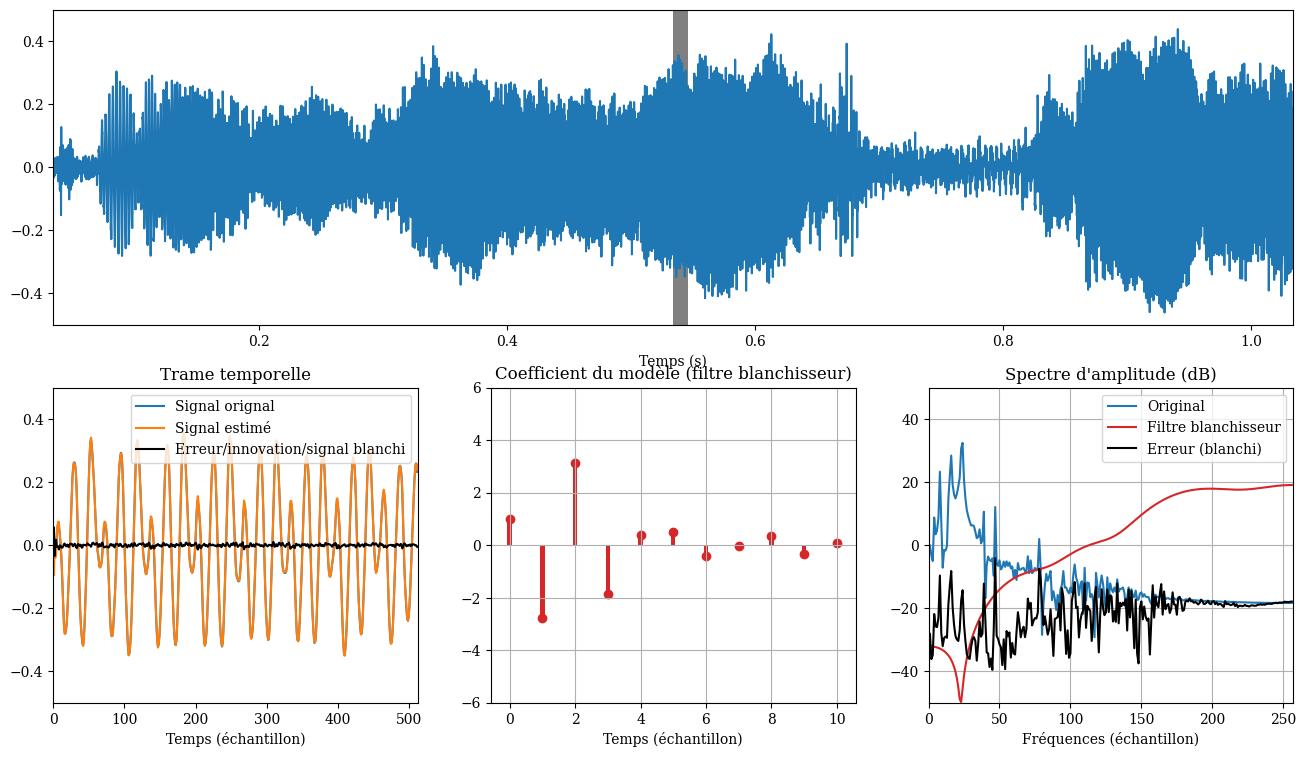 0.4
0.2
0.0
−0.2
−0.4
0.2 0.4 0.6 0.8 1.0
Temps (s)
Trame temporelle
Signal orignal
Signal estimé
Erreur/innovation/signal blanchi
0.4
0.2
0.0
−0.2
−0.4
0 100 200 300 400 500
Temps (échantillon)
Coefficient du modèle (filtre blanchisseur)
6
4
2
0
−2
−4
−6
0 2 4 6 8 10
Temps (échantillon)
Spectre d'amplitude (dB)
Original
Filtre blanchisseur
Erreur (blanchi)
40
20
0
−20
−40
0 50 100 150 200 250
Fréquences (échantillon)